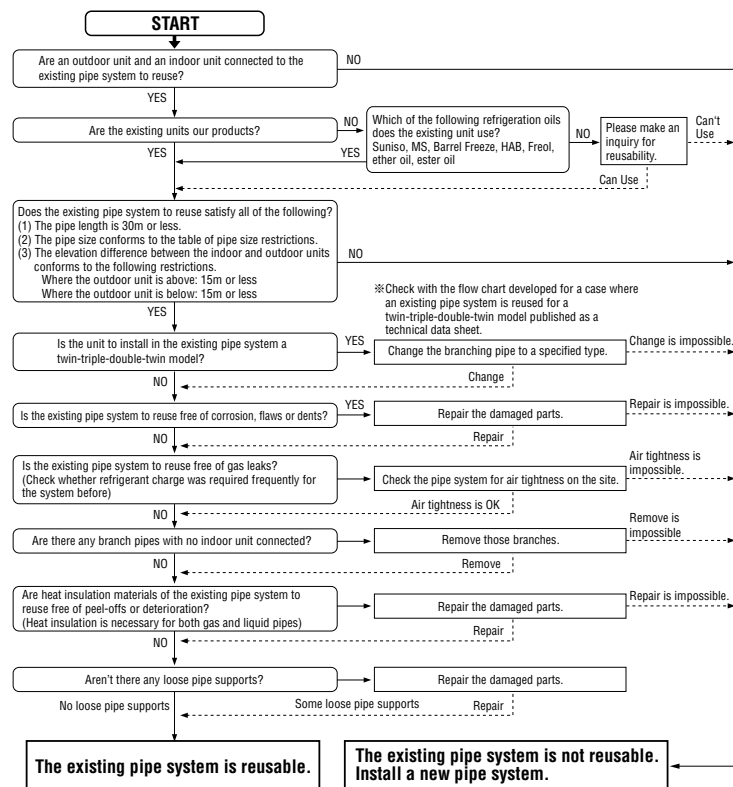 START
Are an outdoor unit and an indoor unit connected to the
existing pipe system to reuse?
NO
YES
Are the existing units our products?
NO
Which of the following refrigeration oils
does the existing unit use?
Suniso, MS, Barrel Freeze, HAB, Freol,
ether oil, ester oil
NO
Please make an
inquiry for
reusability.
Can't
Use
YES
YES
Can Use
Does the existing pipe system to reuse satisfy all of the following?
(1) The pipe length is 30m or less.
(2) The pipe size conforms to the table of pipe size restrictions.
(3) The elevation difference between the indoor and outdoor units
conforms to the following restrictions.
Where the outdoor unit is above: 15m or less
Where the outdoor unit is below: 15m or less
NO
YES
※Check with the flow chart developed for a case where
an existing pipe system is reused for a
twin-triple-double-twin model published as a
technical data sheet.
Is the unit to install in the existing pipe system a
twin-triple-double-twin model?
YES
Change the branching pipe to a specified type.
Change is impossible.
NO
Change
Is the existing pipe system to reuse free of corrosion, flaws or dents?
YES
Repair the damaged parts.
Repair is impossible.
NO
Repair
Is the existing pipe system to reuse free of gas leaks?
(Check whether refrigerant charge was required frequently for
the system before)
Check the pipe system for air tightness on the site.
Air tightness is
impossible.
NO
Air tightness is OK
Are there any branch pipes with no indoor unit connected?
Remove those branches.
Remove is
impossible
NO
Remove
Are heat insulation materials of the existing pipe system to
reuse free of peel-offs or deterioration?
(Heat insulation is necessary for both gas and liquid pipes)
Repair the damaged parts.
Repair is impossible.
NO
Repair
Aren't there any loose pipe supports?
Repair the damaged parts.
No loose pipe supports
Some loose pipe supports
Repair
The existing pipe system is reusable.
The existing pipe system is not reusable.
Install a new pipe system.